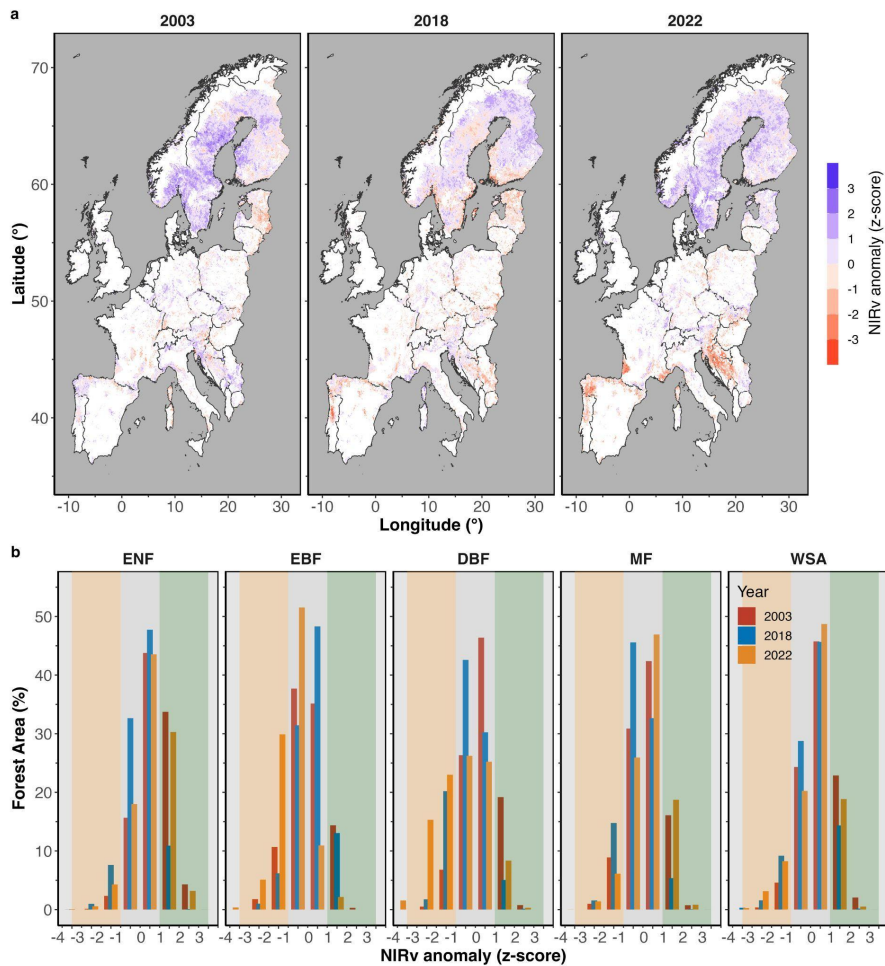 a
2003 2018 2022
70
60
50
40
Laitude (°)
-10 0 10 20 30 -10 0 10 20 30 -10 0 10 20 30
Longitude (°)
3
2
1
0
-1
-2
-3
NIRv anomaly (z-score)
b
ENF EBF DBF MF WSA
Year
2003
2018
2022
50
40
30
20
10
0
Forest Area (%)
-4 -3 -2 -1 0 1 2 3 -4 -3 -2 -1 0 1 2 3 -4 -3 -2 -1 0 1 2 3 -4 -3 -2 -1 0 1 2 3 -4 -3 -2 -1 0 1 2 3
NIRv anomaly (z-score)